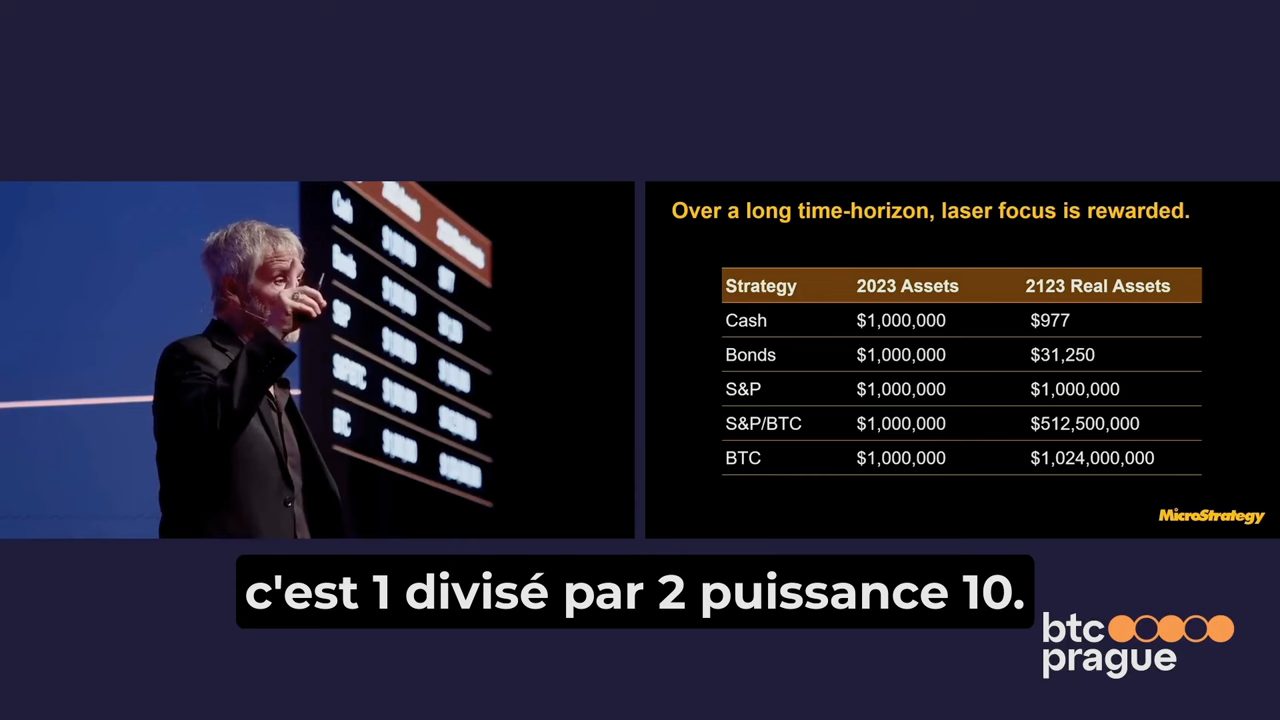 Over a long time-horizon, laser focus is rewarded.
Strategy 2023 Assets 2123 Real Assets
Cash $1,000,000 $977
Bonds $1,000,000 $31,250
S&P $1,000,000 $1,000,000
S&P/BTC $1,000,000 $512,500,000
BTC $1,000,000 $1,024,000,000
MicroStrategy
c'est 1 divisé par 2 puissance 10.
btc
prague